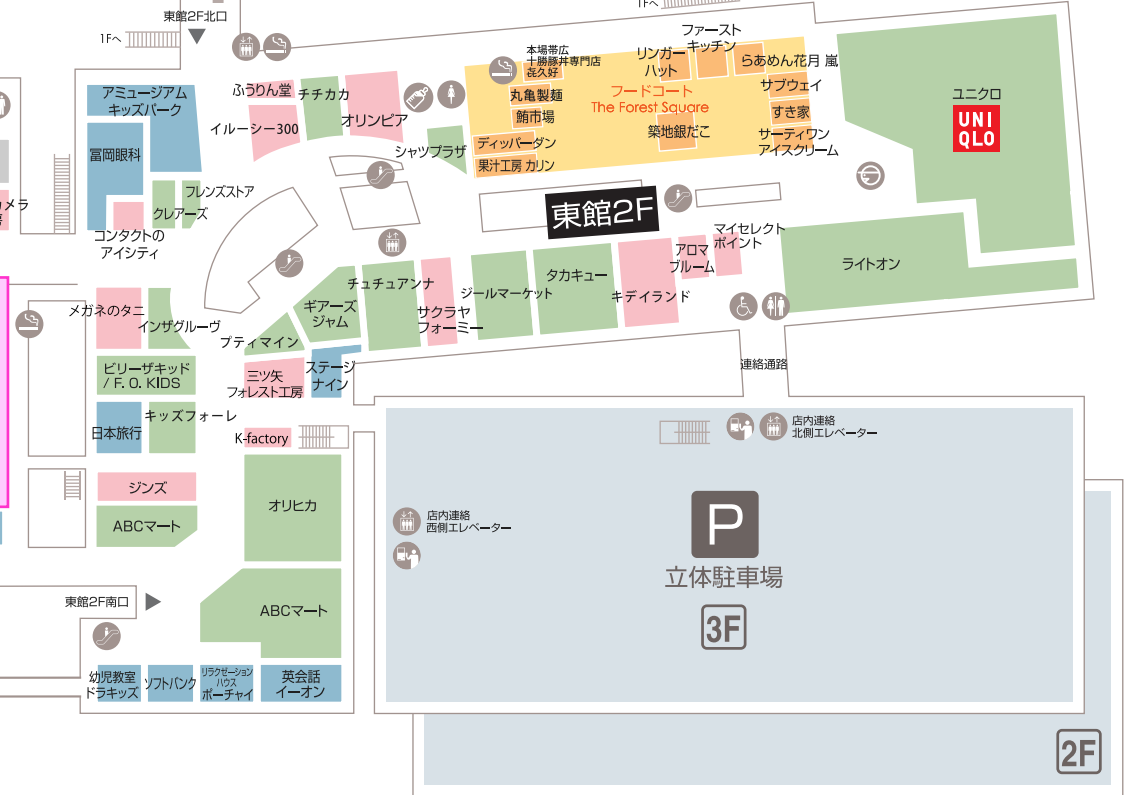 東館2F北口
1Fへ
1Fへ
本場帯広
十勝豚丼専門店
㐂久好
リンガー
ハット
ファースト
キッチン
らあめん花月 嵐
サブウェイ
すき家
サーティワン
アイスクリーム
丸亀製麺
鮪市場
ディッパーダン
果汁工房 カリン
フードコート
The Forest Square
築地銀だこ
ユニクロ
UNI
QLO
アミュージアム
キッズパーク
冨岡眼科
ふうりん堂
チチカカ
イルーシー300
オリンピア
シャツプラザ
フレンズストア
クレアーズ
コンタクトの
アイシティ
カメラ
東館2F
マイセレクト
ポイント
アロマ
ブルーム
キデイランド
タカキュー
ジールマーケット
サクラヤ
フォーミー
チュチュアンナ
ギアーズ
ジャム
プティマイン
ライトオン
メガネのタニ
インザグルーヴ
ビリーザキッド
/ F. O. KIDS
三ツ矢
フォレスト工房
ステージ
ナイン
日本旅行
キッズフォーレ
K-factory
ジンズ
ABCマート
オリヒカ
連絡通路
店内連絡
北側エレベーター
店内連絡
西側エレベーター
P
立体駐車場
3F
2F
東館2F南口
ABCマート
幼児教室
ドラキッズ
ソフトバンク
リラクゼーション
ハウス
ポーチャイ
英会話
イーオン